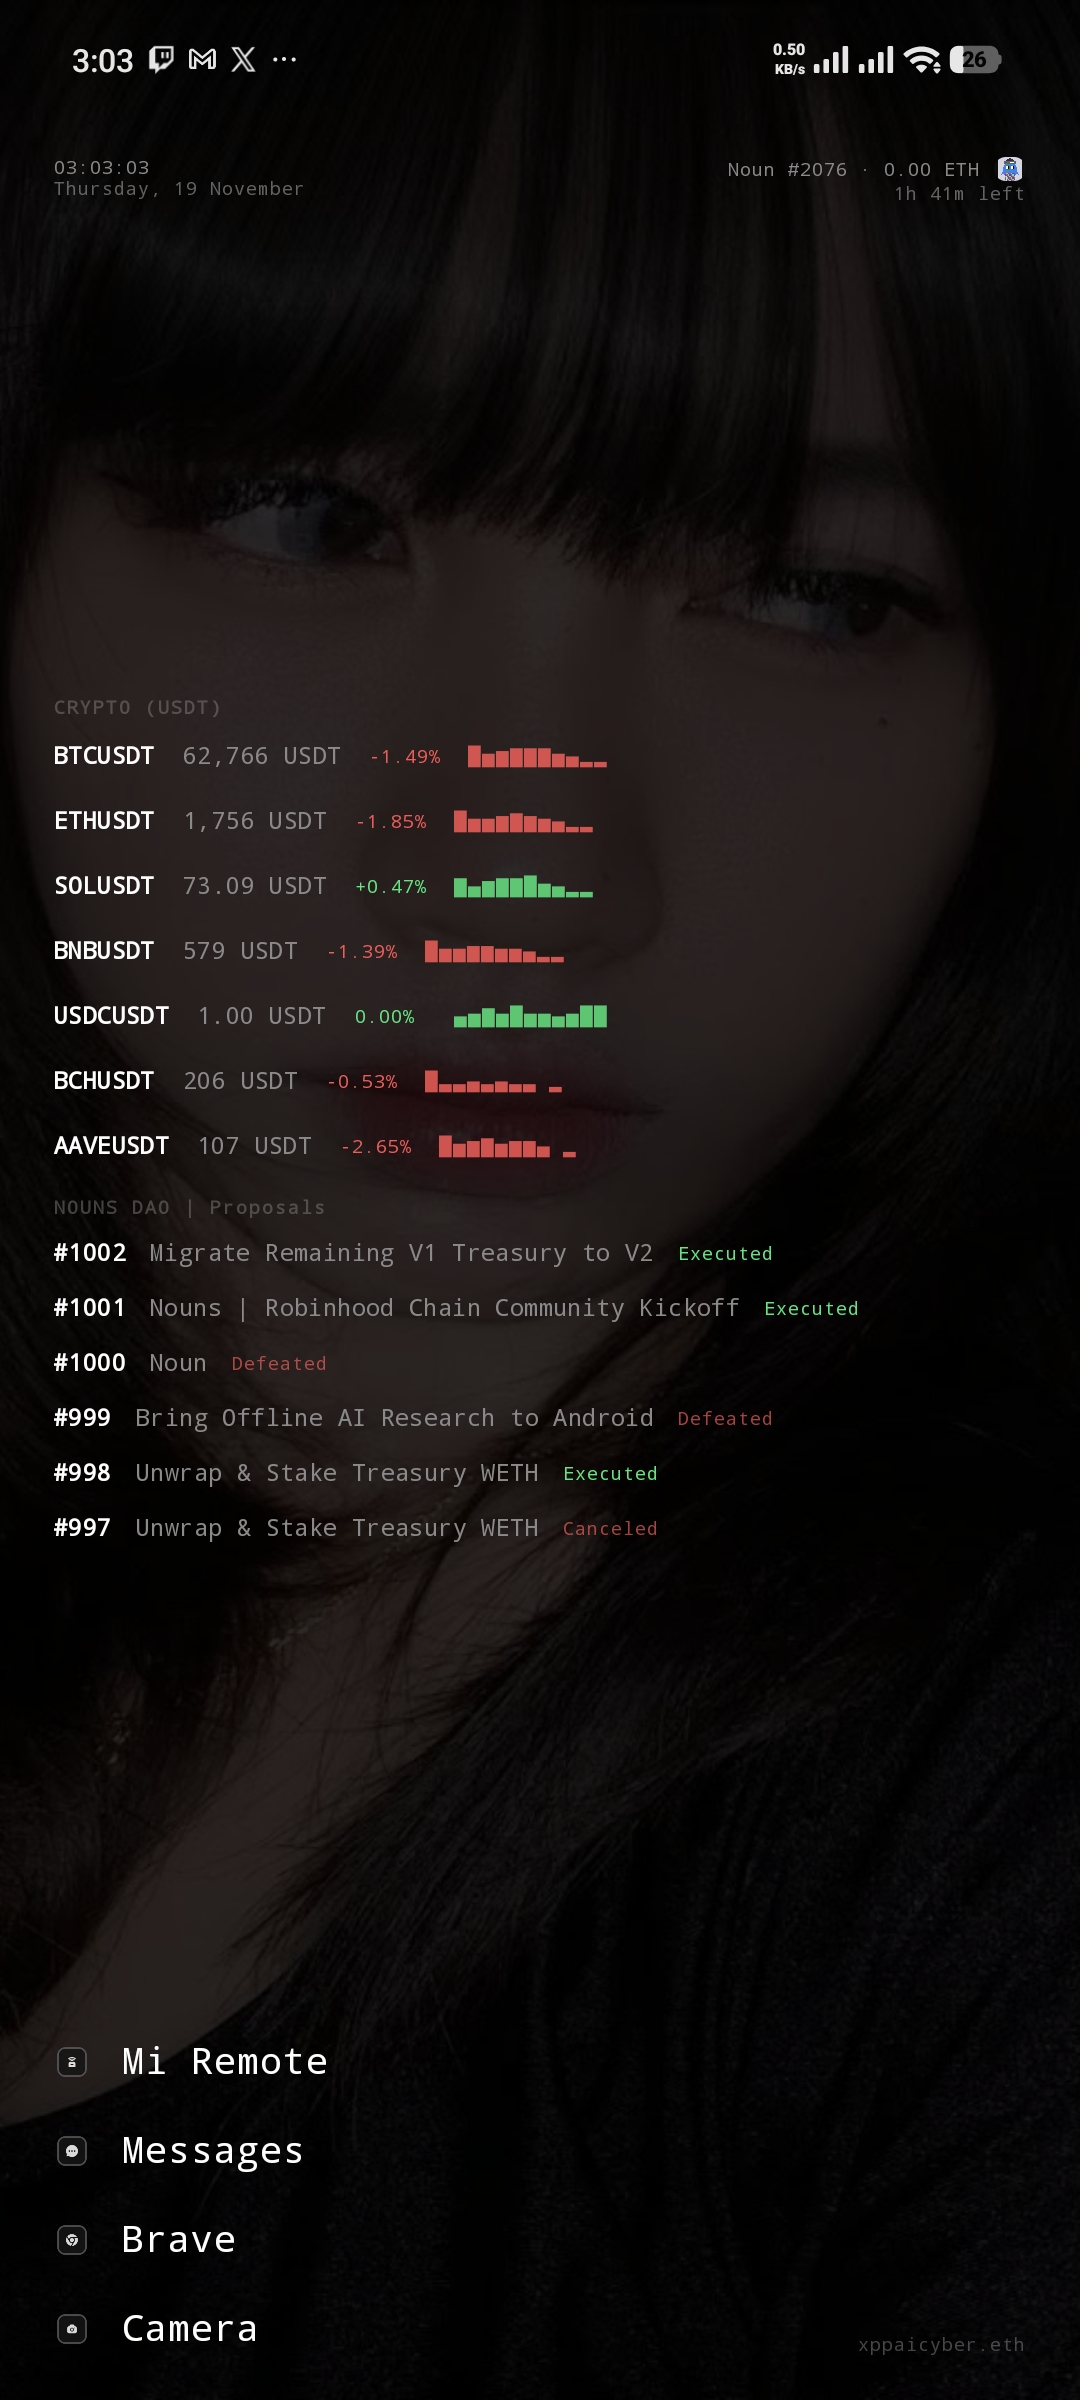 3:03 ... 0.50 KB/s 26
03:03:03
Thursday, 19 November
Noun #2076 · 0.00 ETH
1h 41m left
CRYPTO (USDT)
BTCUSDT 62,766 USDT -1.49%
ETHUSDT 1,756 USDT -1.85%
SOLUSDT 73.09 USDT +0.47%
BNBUSDT 579 USDT -1.39%
USDCUSDT 1.00 USDT 0.00%
BCHUSDT 206 USDT -0.53%
AAVEUSDT 107 USDT -2.65%
NOUNS DAO | Proposals
#1002 Migrate Remaining V1 Treasury to V2 Executed
#1001 Nouns | Robinhood Chain Community Kickoff Executed
#1000 Noun Defeated
#999 Bring Offline AI Research to Android Defeated
#998 Unwrap & Stake Treasury WETH Executed
#997 Unwrap & Stake Treasury WETH Canceled
Mi Remote
Messages
Brave
Camera
xppaicyber.eth